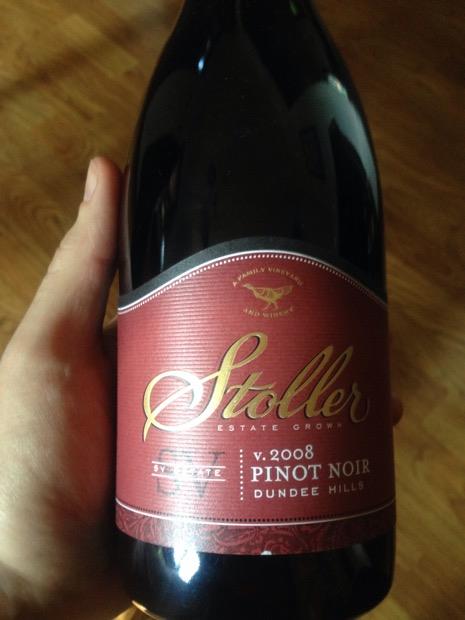 A FAMILY VINEYARD
AND WINERY
Stoller
ESTATE GROWN
SV
SV ESTATE
v. 2008
PINOT NOIR
DUNDEE HILLS